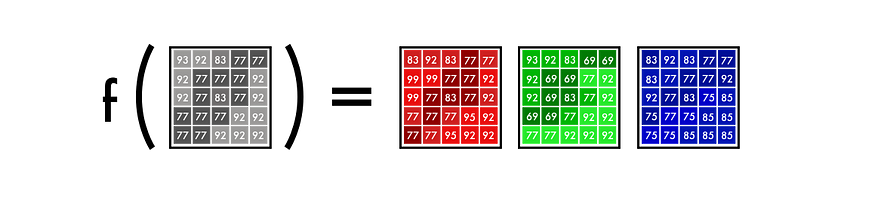 f (
93 92 83 77 77
92 77 77 77 92
92 77 83 77 92
77 77 77 92 92
77 77 92 92 92
) =
83 92 83 77 77
99 99 77 77 92
99 77 83 77 92
77 77 77 95 92
77 77 95 92 92
93 92 83 69 69
92 69 69 77 92
92 69 83 77 92
69 69 77 92 92
77 77 92 92 92
83 92 83 77 77
83 77 77 77 92
92 77 83 75 85
75 77 75 85 85
75 75 85 85 85